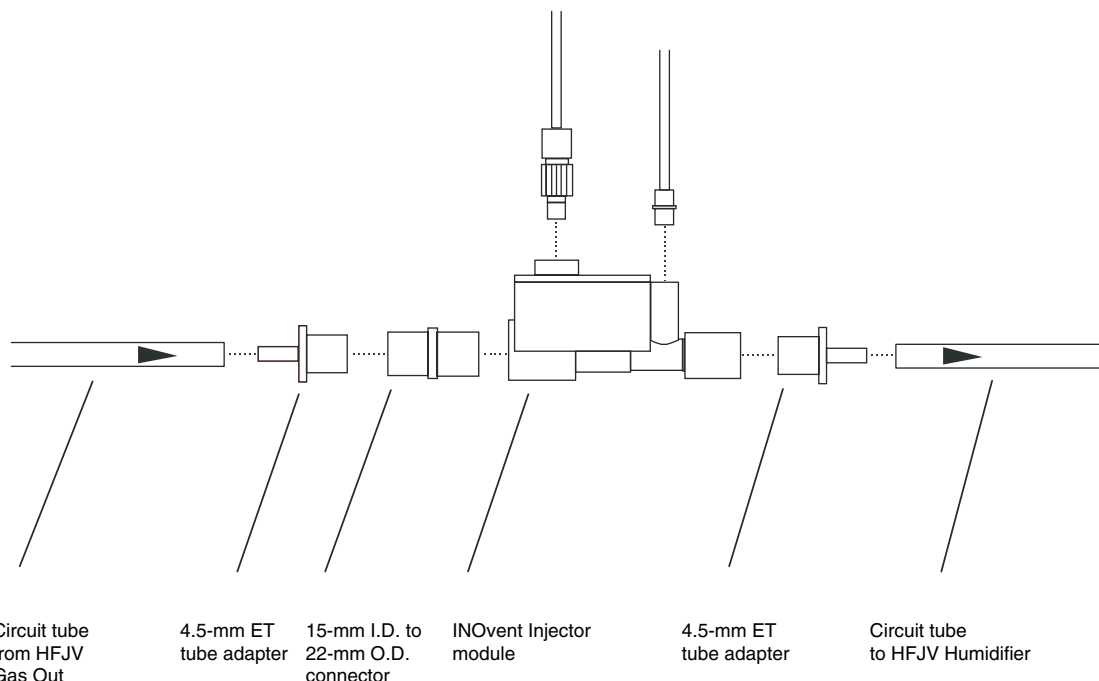 Circuit tube
from HFJV
Gas Out
4.5-mm ET
tube adapter
15-mm I.D. to
22-mm O.D.
connector
INOvent Injector
module
4.5-mm ET
tube adapter
Circuit tube
to HFJV Humidifier